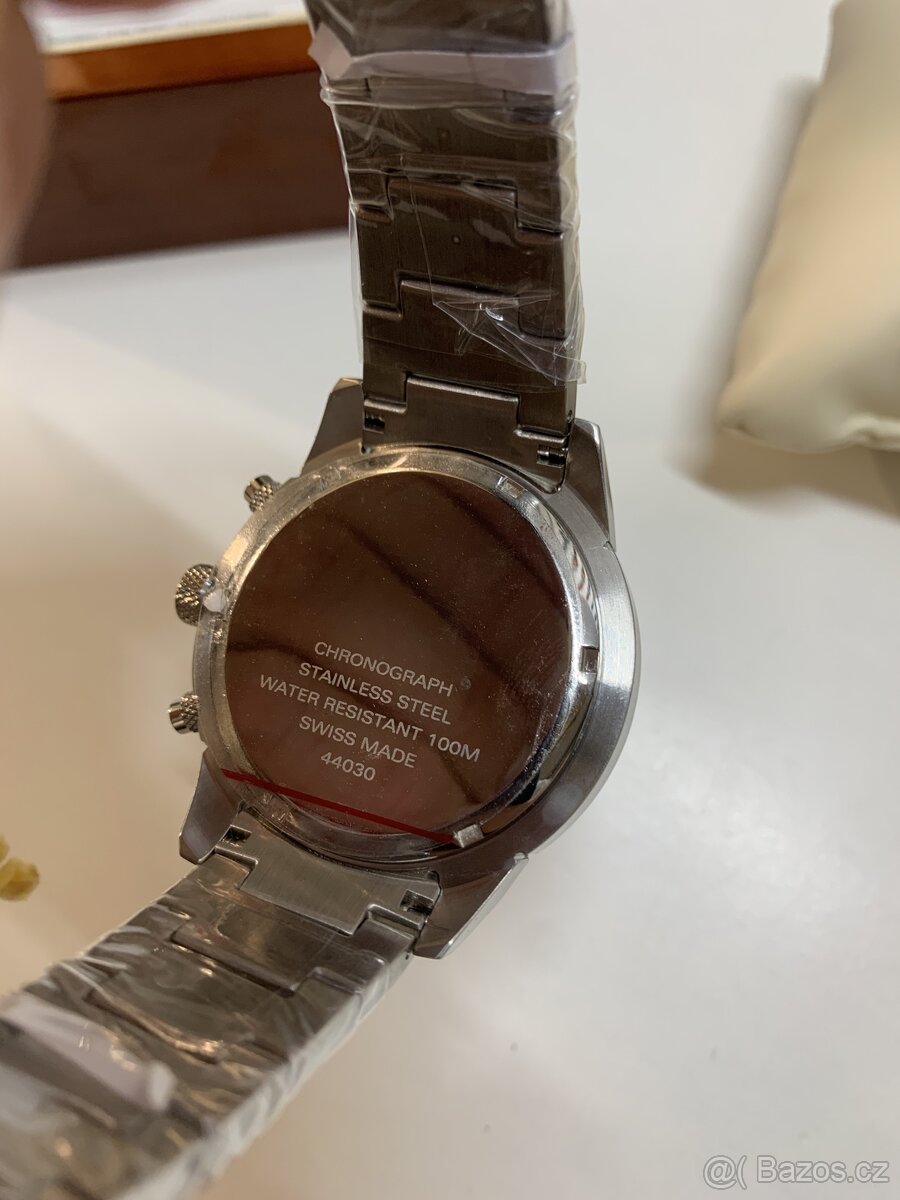 CHRONOGRAPH
STAINLESS STEEL
WATER RESISTANT 100M
SWISS MADE
44030
@( Bazos.cz